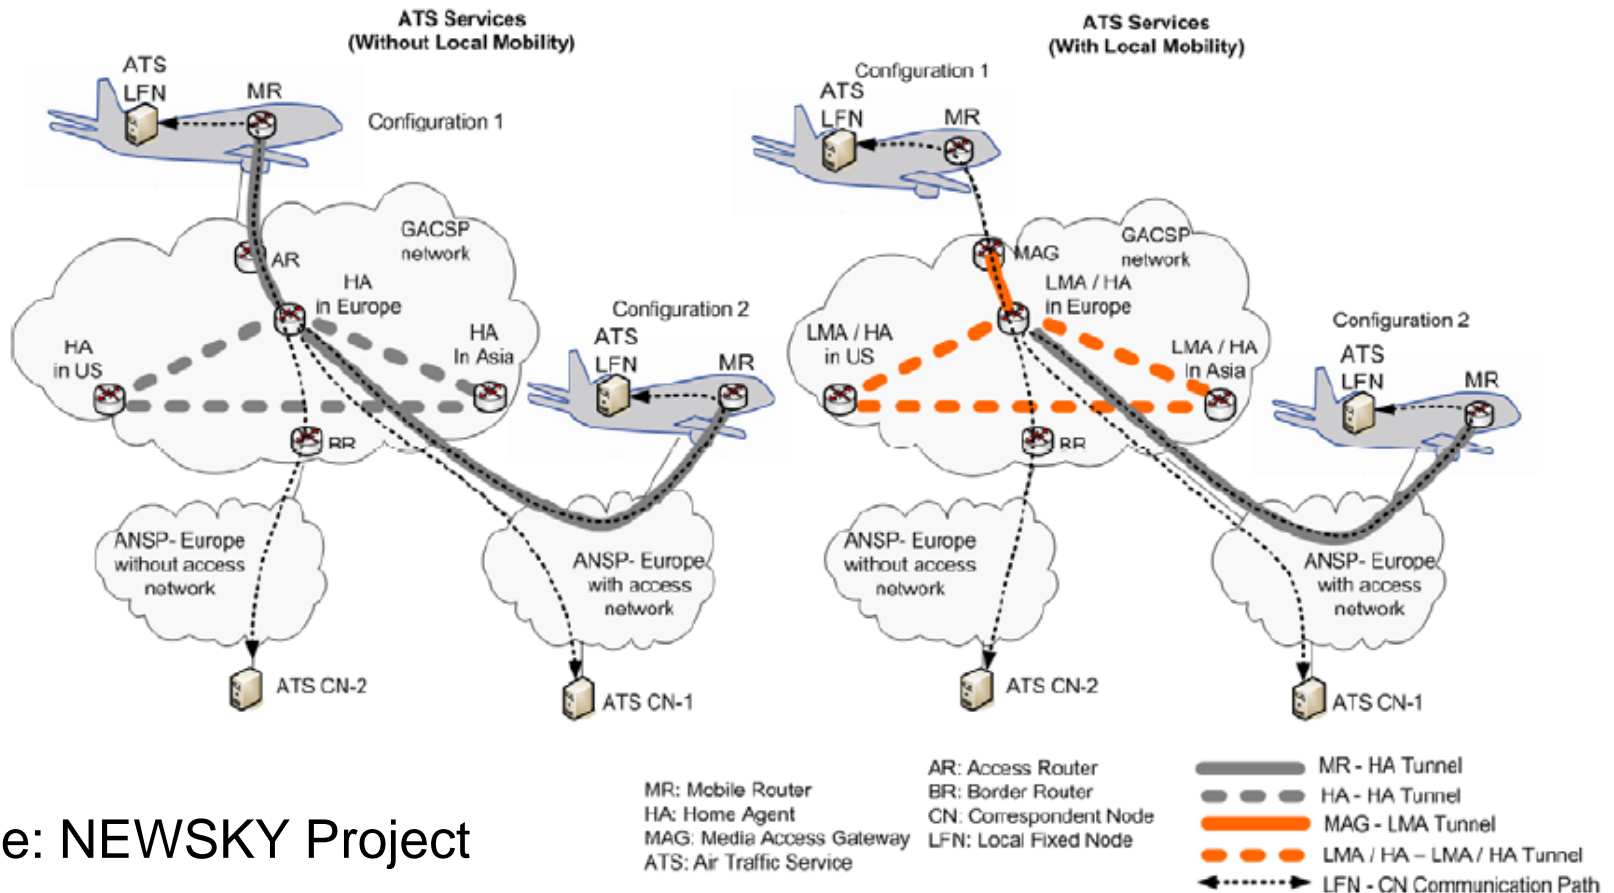 ATS Services
(Without Local Mobility)
ATS
LFN
MR
Configuration 1
GACSP
network
AR
HA
in Europe
HA
in US
HA
In Asia
BR
Configuration 2
ATS
LFN
MR
ANSP- Europe
without access
network
ANSP- Europe
with access
network
ATS CN-2
ATS CN-1
ATS Services
(With Local Mobility)
Configuration 1
ATS
LFN
MR
GACSP
network
MAG
LMA / HA
in Europe
LMA / HA
in US
LMA / HA
In Asia
BR
Configuration 2
ATS
LFN
MR
ANSP- Europe
without access
network
ANSP- Europe
with access
network
ATS CN-2
ATS CN-1
e: NEWSKY Project
MR: Mobile Router
HA: Home Agent
MAG: Media Access Gateway
ATS: Air Traffic Service
AR: Access Router
BR: Border Router
CN: Correspondent Node
LFN: Local Fixed Node
MR - HA Tunnel
HA - HA Tunnel
MAG - LMA Tunnel
LMA / HA – LMA / HA Tunnel
LFN - CN Communication Path